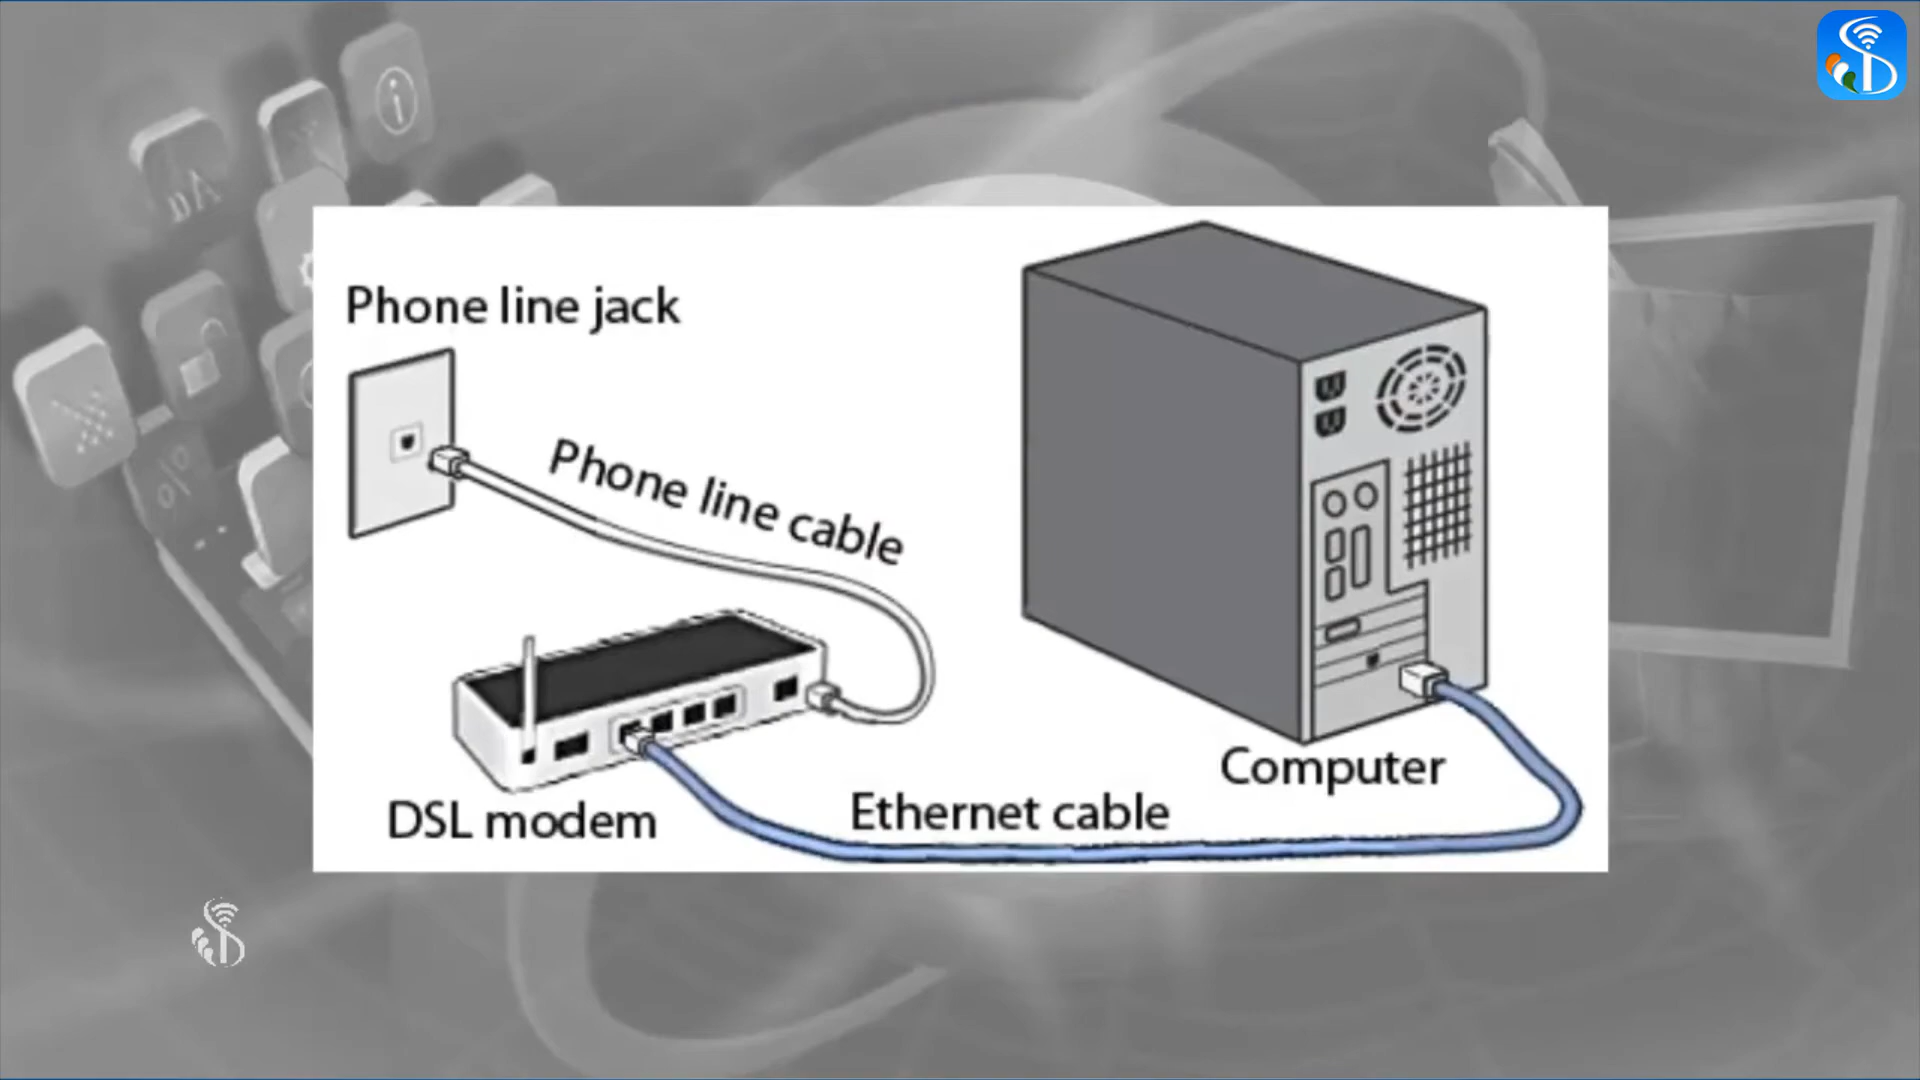 Phone line jack
Phone line cable
DSL modem
Ethernet cable
Computer